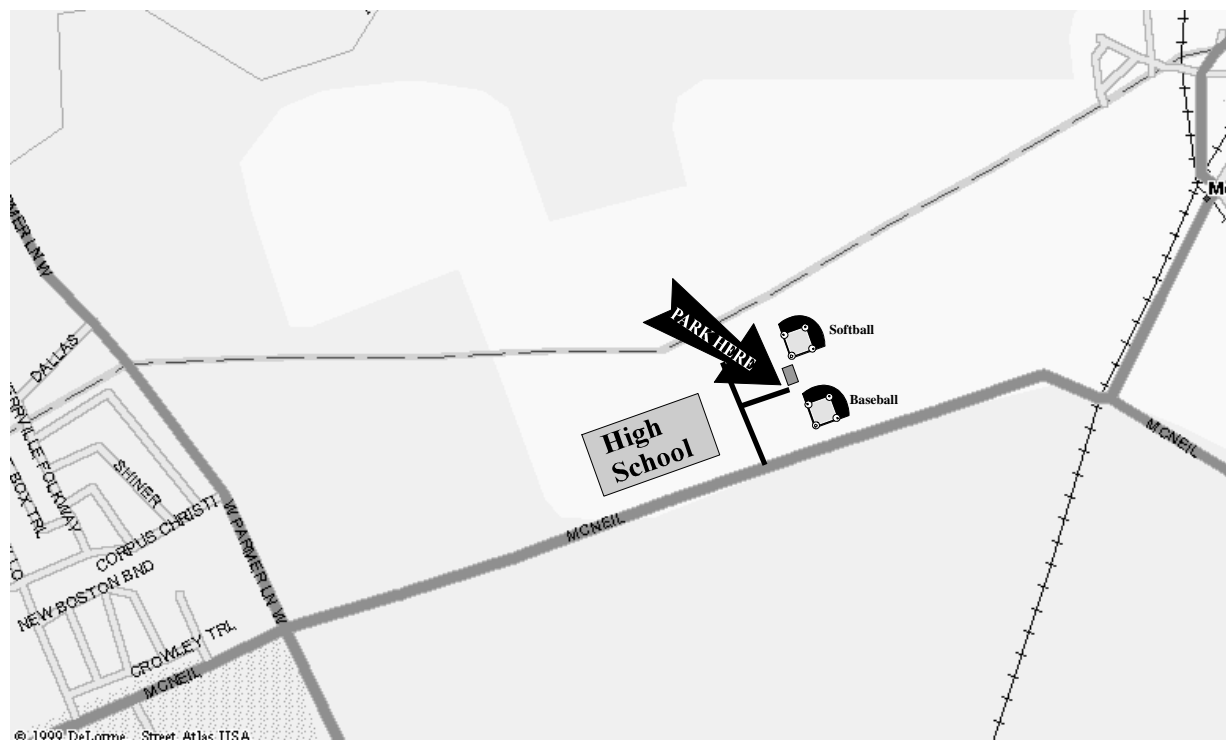 MER LN W
DALLAS
PARK HERE
Softball
Baseball
High
School
MCNEIL
SHINER
FOLKWAY
BOX TRL
CORPUS CHRISTI
W PARMER LN W
MCNEIL
NEW BOSTON BND
CROWLEY TRL
MCNEIL
© 1999 DeLorme Street Atlas USA